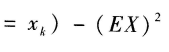 = x_k) - (EX)^2